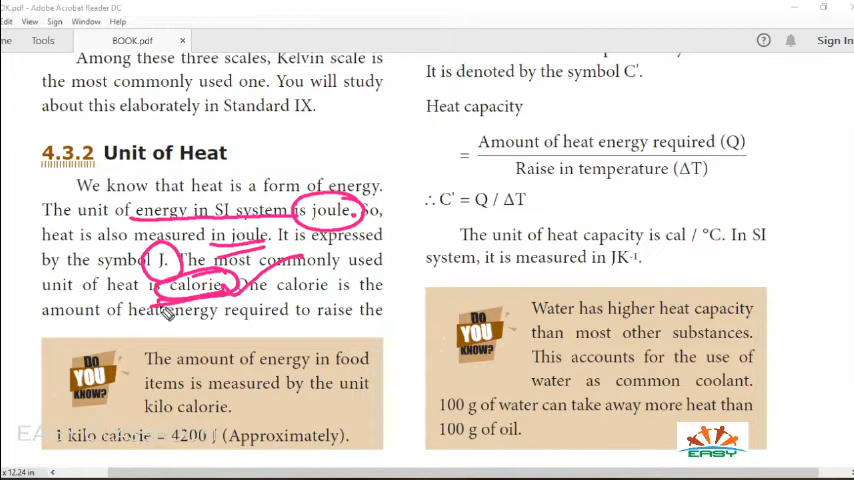 OK.pdf - Adobe Acrobat Reader DC
Edit View Sign Window Help
me Tools BOOK.pdf × Sign In
Among these three scales, Kelvin scale is
the most commonly used one. You will study
about this elaborately in Standard IX.
4.3.2 Unit of Heat
We know that heat is a form of energy.
The unit of energy in SI system is joule. So,
heat is also measured in joule. It is expressed
by the symbol J. The most commonly used
unit of heat is calorie. One calorie is the
amount of heat energy required to raise the
DO
YOU
KNOW?
The amount of energy in food
items is measured by the unit
kilo calorie.
1 kilo calorie = 4200 J (Approximately).
It is denoted by the symbol C'.
Heat capacity
= Amount of heat energy required (Q)
Raise in temperature (ΔT)
∴ C' = Q / ΔT
The unit of heat capacity is cal / °C. In SI
system, it is measured in JK-1.
DO
YOU
KNOW?
Water has higher heat capacity
than most other substances.
This accounts for the use of
water as common coolant.
100 g of water can take away more heat than
100 g of oil.
EASY
x 12.24 in